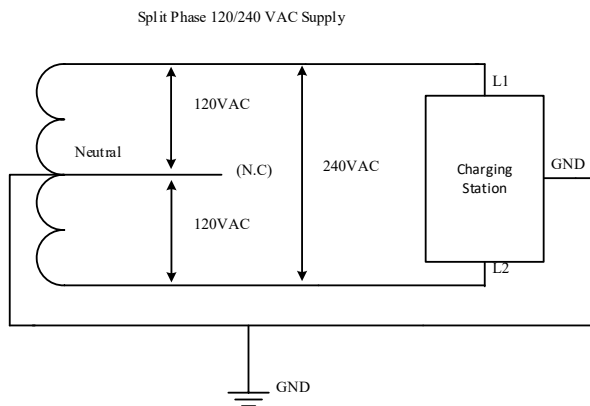 Split Phase 120/240 VAC Supply
L1
120VAC
Neutral
(N.C)
240VAC
Charging
Station
GND
120VAC
L2
GND